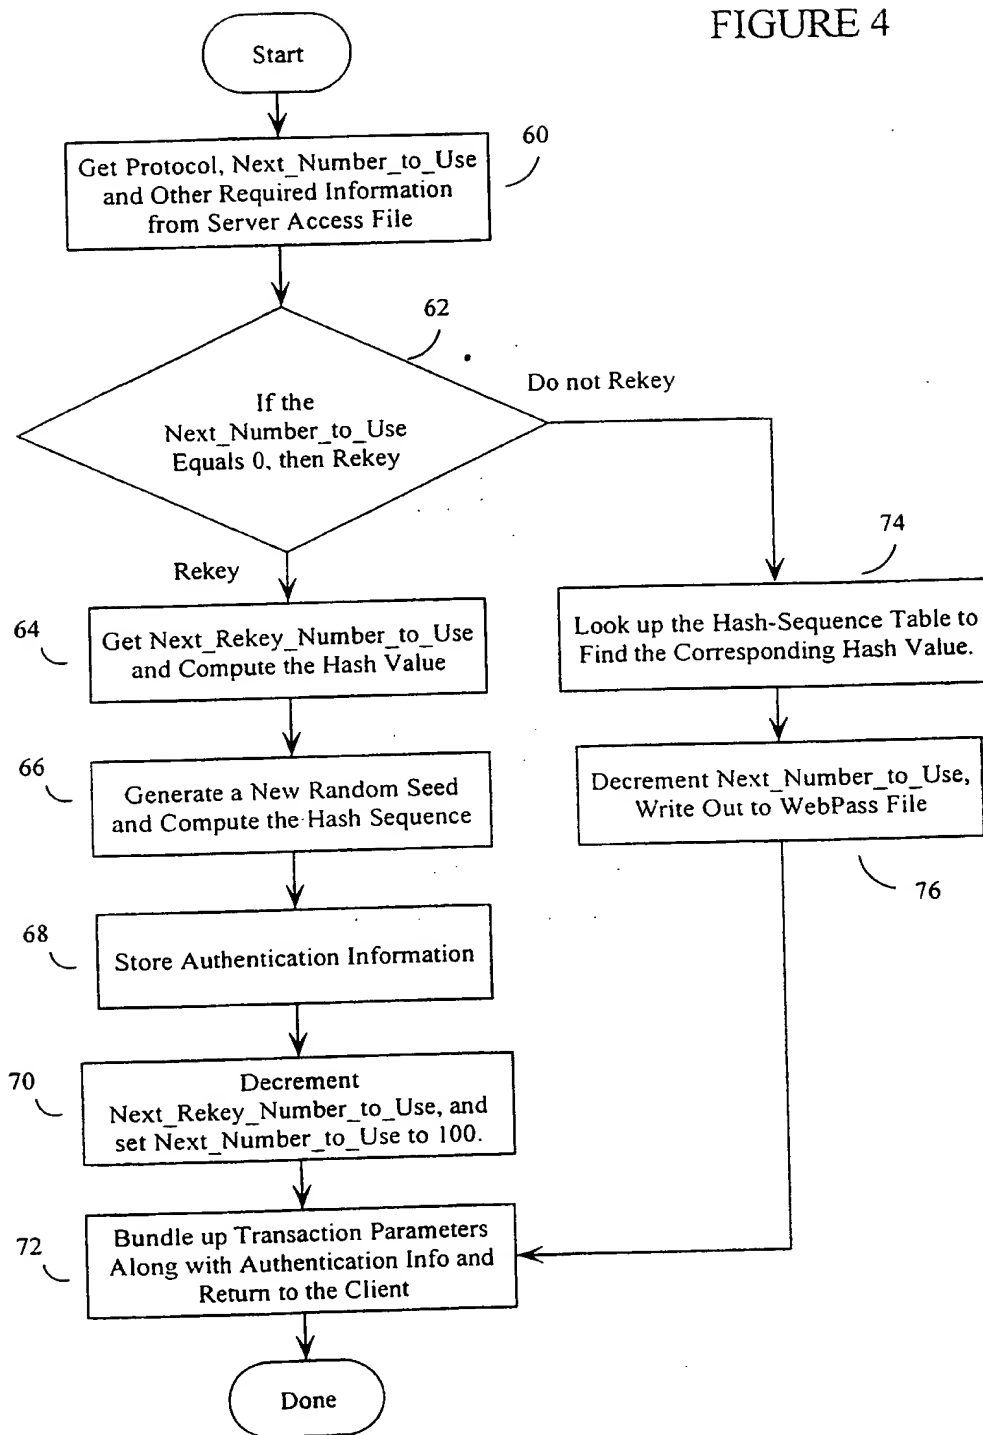 FIGURE 4
Start
60
Get Protocol, Next_Number_to_Use
and Other Required Information
from Server Access File
62
If the
Next_Number_to_Use
Equals 0, then Rekey
Do not Rekey
Rekey
64
Get Next_Rekey_Number_to_Use
and Compute the Hash Value
74
Look up the Hash-Sequence Table to
Find the Corresponding Hash Value.
66
Generate a New Random Seed
and Compute the Hash Sequence
Decrement Next_Number_to_Use,
Write Out to WebPass File
76
68
Store Authentication Information
70
Decrement
Next_Rekey_Number_to_Use, and
set Next_Number_to_Use to 100.
72
Bundle up Transaction Parameters
Along with Authentication Info and
Return to the Client
Done